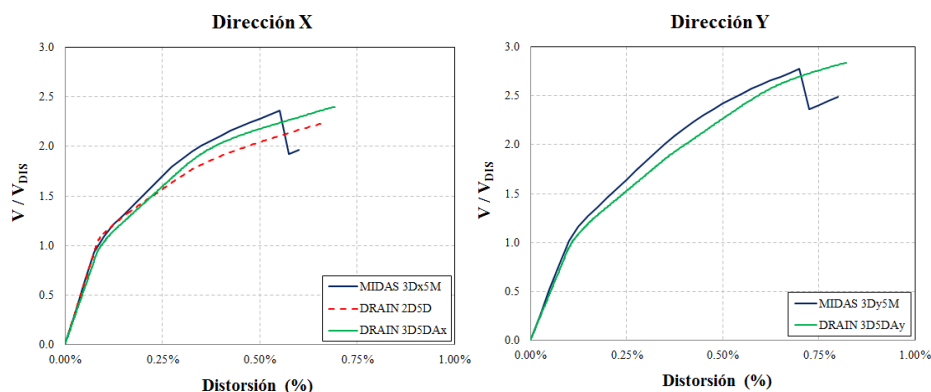 Dirección X
V / VDIS
3.0
2.5
2.0
1.5
1.0
0.5
0.0
0.00%
0.25%
0.50%
0.75%
1.00%
Distorsión (%)
MIDAS 3Dx5M
DRAIN 2D5D
DRAIN 3D5DAx
Dirección Y
V / VDIS
3.0
2.5
2.0
1.5
1.0
0.5
0.0
0.00%
0.25%
0.50%
0.75%
1.00%
Distorsión (%)
MIDAS 3Dy5M
DRAIN 3D5DAy